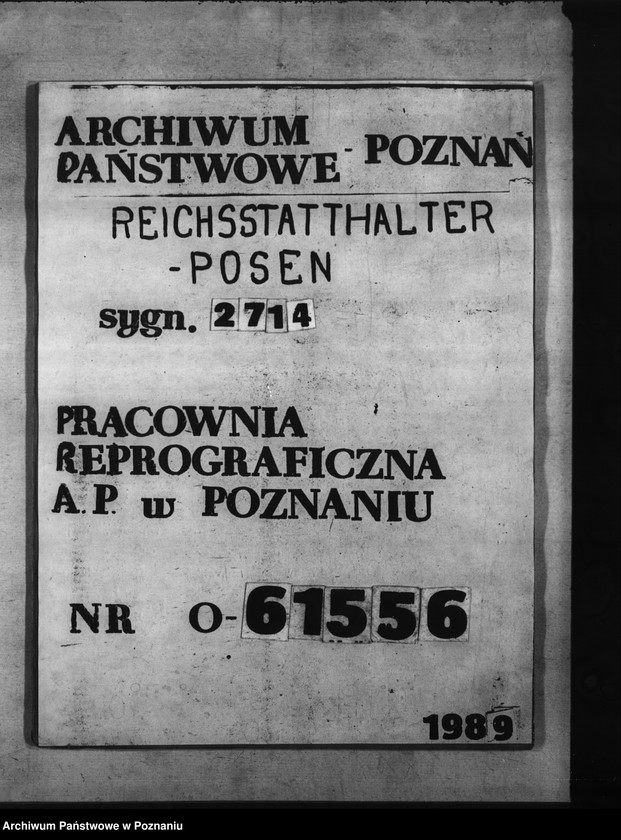 ARCHIWUM
PAŃSTWOWE - POZNAŃ
REICHSSTATTHALTER
-POSEN
sygn. 2714
PRACOWNIA
REPROGRAFICZNA
A.P. w POZNANIU
NR O-61556
1989
Archiwum Państwowe w Poznaniu